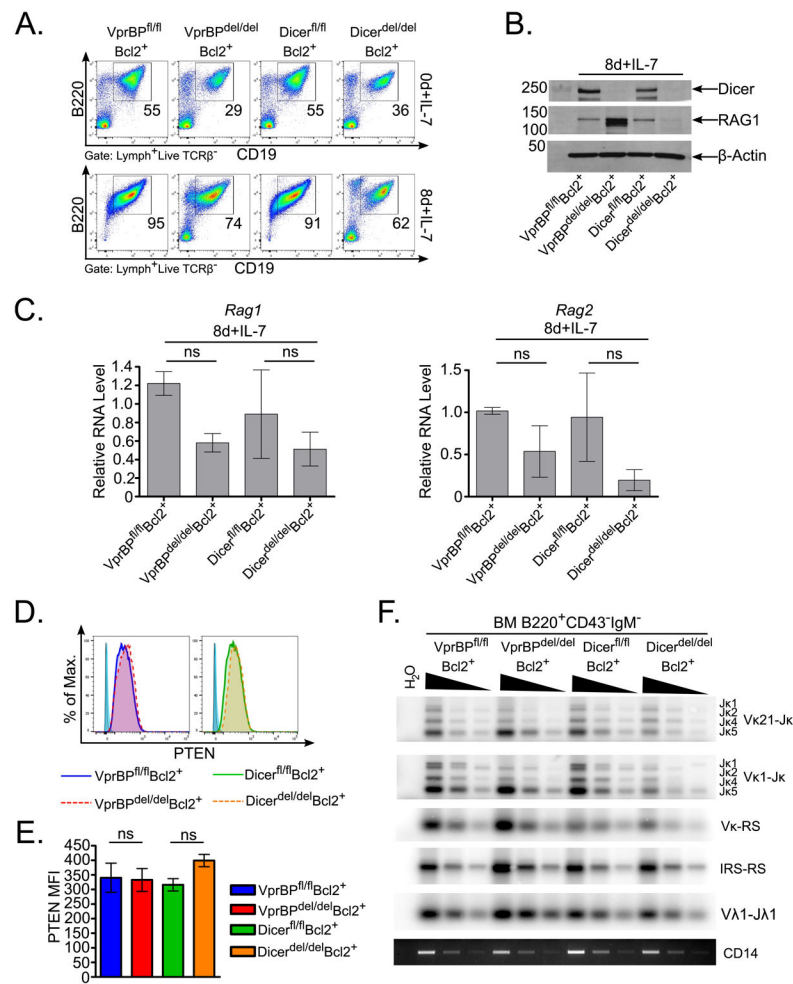 A.
VprBPfl/fl Bcl2+
VprBPdel/del Bcl2+
Dicerfl/fl Bcl2+
Dicerdel/del Bcl2+
B220
55
29
55
36
0d+IL-7
Gate: Lymph+Live TCRβ-
CD19
B220
95
74
91
62
8d+IL-7
Gate: Lymph+Live TCRβ-
CD19
B.
8d+IL-7
250
Dicer
150
100
RAG1
50
β-Actin
VprBPfl/flBcl2+
VprBPdel/delBcl2+
Dicerfl/flBcl2+
Dicerdel/delBcl2+
C.
Rag1
8d+IL-7
ns
ns
Relative RNA Level
1.4
1.2
1.0
0.8
0.6
0.4
0.2
0
VprBPfl/flBcl2+
VprBPdel/delBcl2+
Dicerfl/flBcl2+
Dicerdel/delBcl2+
Rag2
8d+IL-7
ns
ns
Relative RNA Level
1.5
1.0
0.5
0
VprBPfl/flBcl2+
VprBPdel/delBcl2+
Dicerfl/flBcl2+
Dicerdel/delBcl2+
D.
% of Max.
PTEN
VprBPfl/flBcl2+
Dicerfl/flBcl2+
VprBPdel/delBcl2+
Dicerdel/delBcl2+
E.
ns
ns
PTEN MFI
450
400
350
300
250
200
150
100
50
0
VprBPfl/flBcl2+
VprBPdel/delBcl2+
Dicerfl/flBcl2+
Dicerdel/delBcl2+
F.
BM B220+CD43-IgM-
H2O
VprBPfl/fl Bcl2+
VprBPdel/del Bcl2+
Dicerfl/fl Bcl2+
Dicerdel/del Bcl2+
Jκ1
Jκ2
Jκ4
Jκ5
Vκ21-Jκ
Jκ1
Jκ2
Jκ4
Jκ5
Vκ1-Jκ
Vκ-RS
IRS-RS
Vλ1-Jλ1
CD14